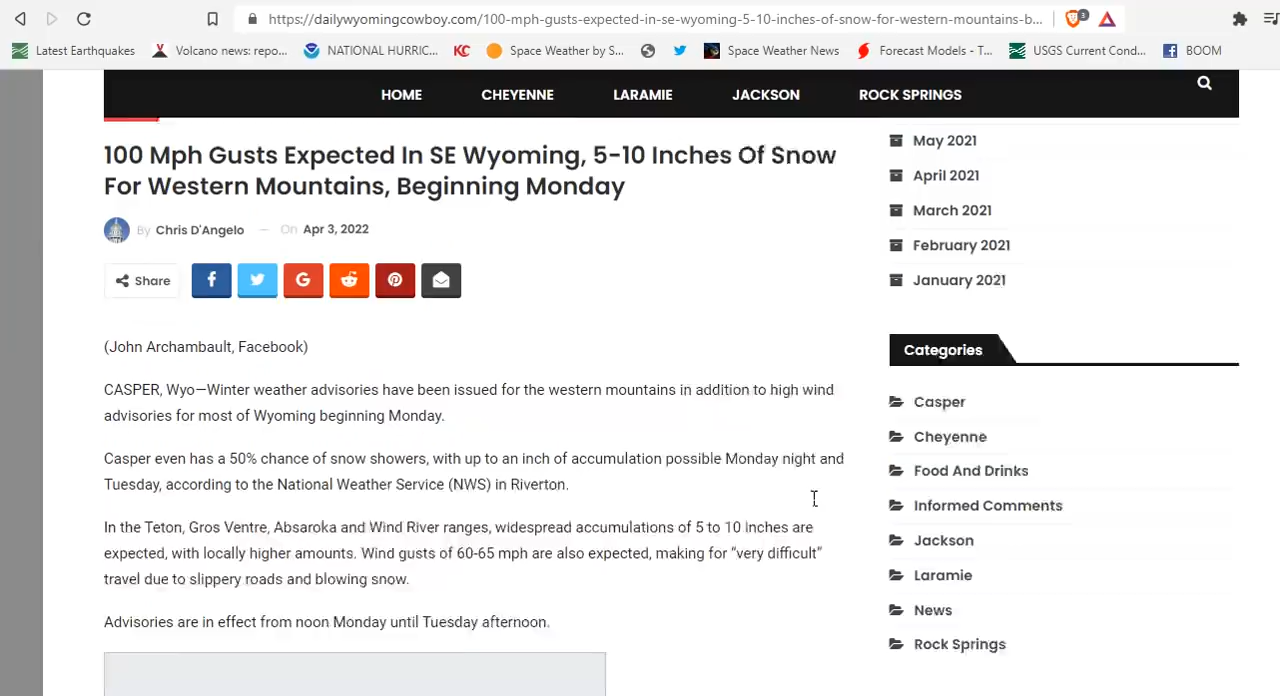 https://dailywyomingcowboy.com/100-mph-gusts-expected-in-se-wyoming-5-10-inches-of-snow-for-western-mountains-b...
3
Latest Earthquakes
Volcano news: repo...
NATIONAL HURRIC...
KC
Space Weather by S...
Space Weather News
Forecast Models - T...
USGS Current Cond...
BOOM
HOME
CHEYENNE
LARAMIE
JACKSON
ROCK SPRINGS
100 Mph Gusts Expected In SE Wyoming, 5-10 Inches Of Snow
For Western Mountains, Beginning Monday
By Chris D'Angelo — On Apr 3, 2022
Share
(John Archambault, Facebook)
CASPER, Wyo—Winter weather advisories have been issued for the western mountains in addition to high wind
advisories for most of Wyoming beginning Monday.
Casper even has a 50% chance of snow showers, with up to an inch of accumulation possible Monday night and
Tuesday, according to the National Weather Service (NWS) in Riverton.
In the Teton, Gros Ventre, Absaroka and Wind River ranges, widespread accumulations of 5 to 10 inches are
expected, with locally higher amounts. Wind gusts of 60-65 mph are also expected, making for “very difficult”
travel due to slippery roads and blowing snow.
Advisories are in effect from noon Monday until Tuesday afternoon.
May 2021
April 2021
March 2021
February 2021
January 2021
Categories
Casper
Cheyenne
Food And Drinks
Informed Comments
Jackson
Laramie
News
Rock Springs